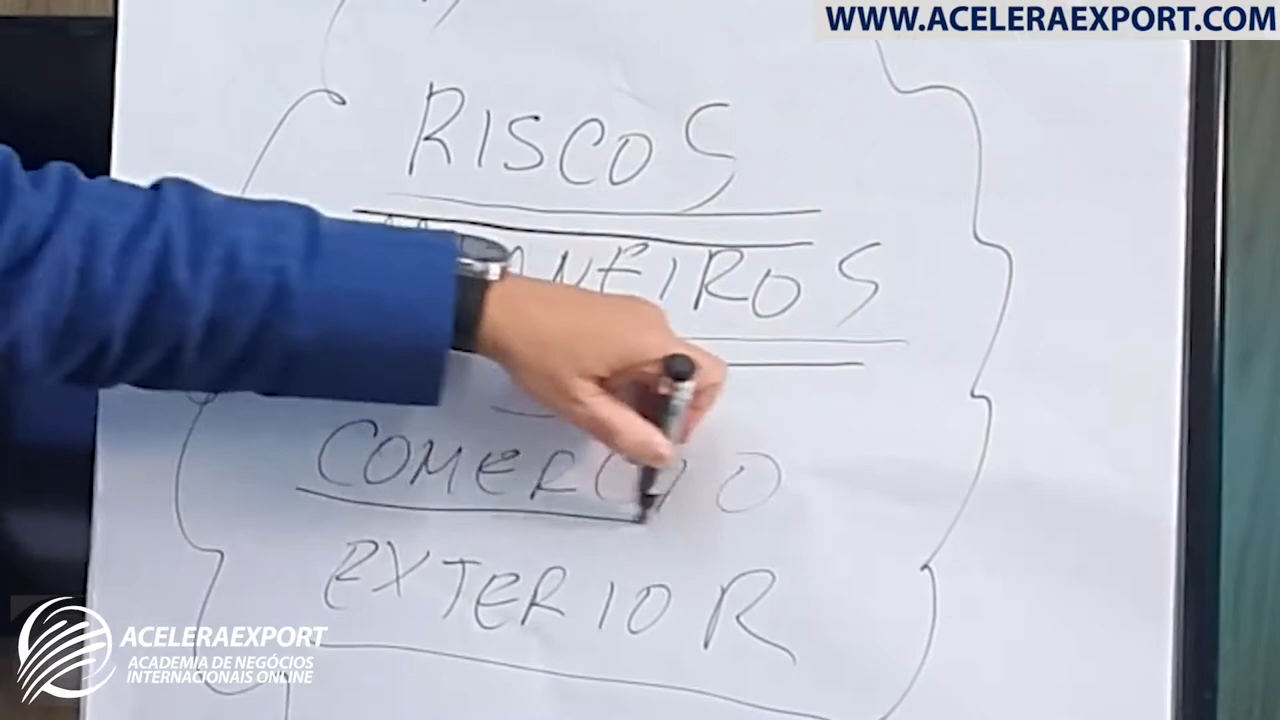 WWW.ACELERAEXPORT.COM
RISCOS
COMERCIO
EXTERIOR
ACELERAEXPORT
ACADEMIA DE NEGÓCIOS
INTERNACIONAIS ONLINE